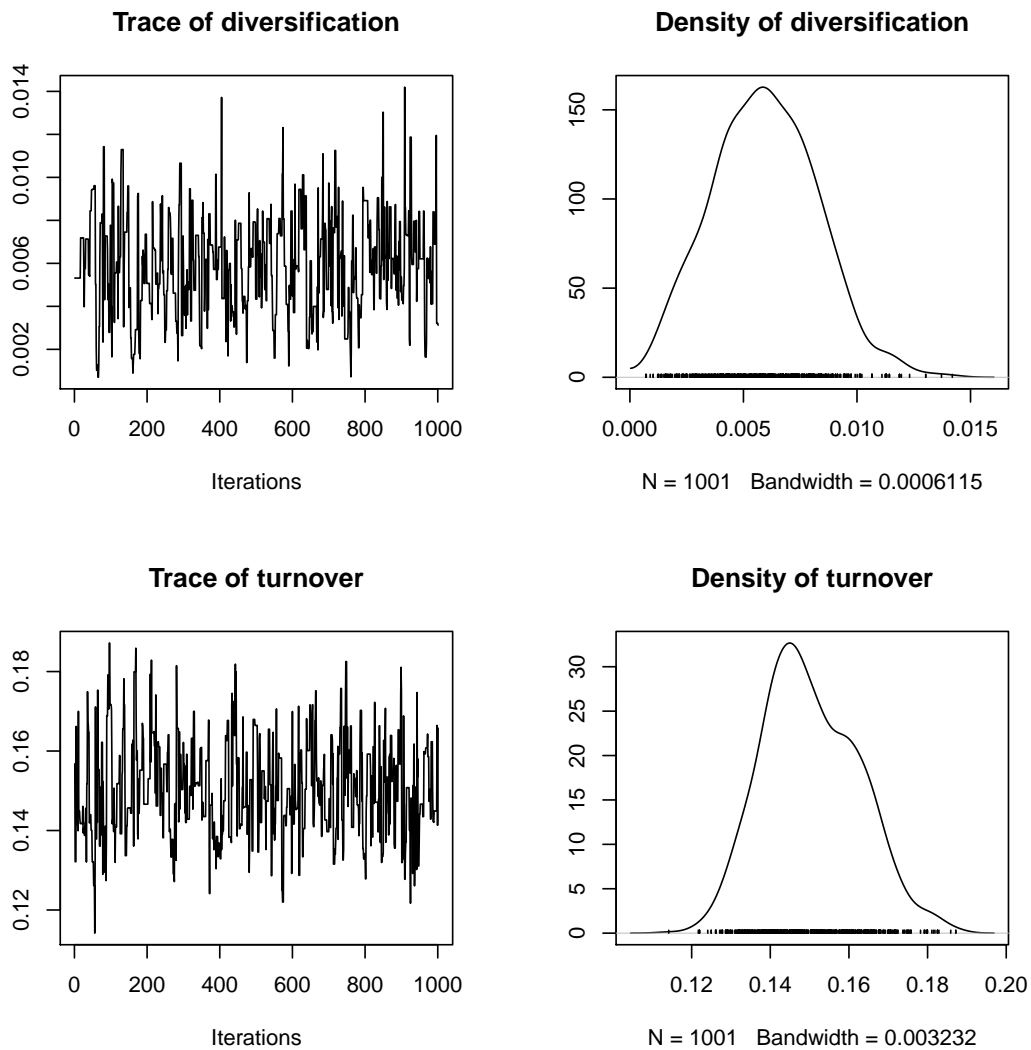 Trace of diversification
0.014
0.010
0.006
0.002
0 200 400 600 800 1000
Iterations
Density of diversification
150
100
50
0
0.000 0.005 0.010 0.015
N = 1001 Bandwidth = 0.0006115
Trace of turnover
0.18
0.16
0.14
0.12
0 200 400 600 800 1000
Iterations
Density of turnover
30
25
20
15
10
5
0
0.12 0.14 0.16 0.18 0.20
N = 1001 Bandwidth = 0.003232